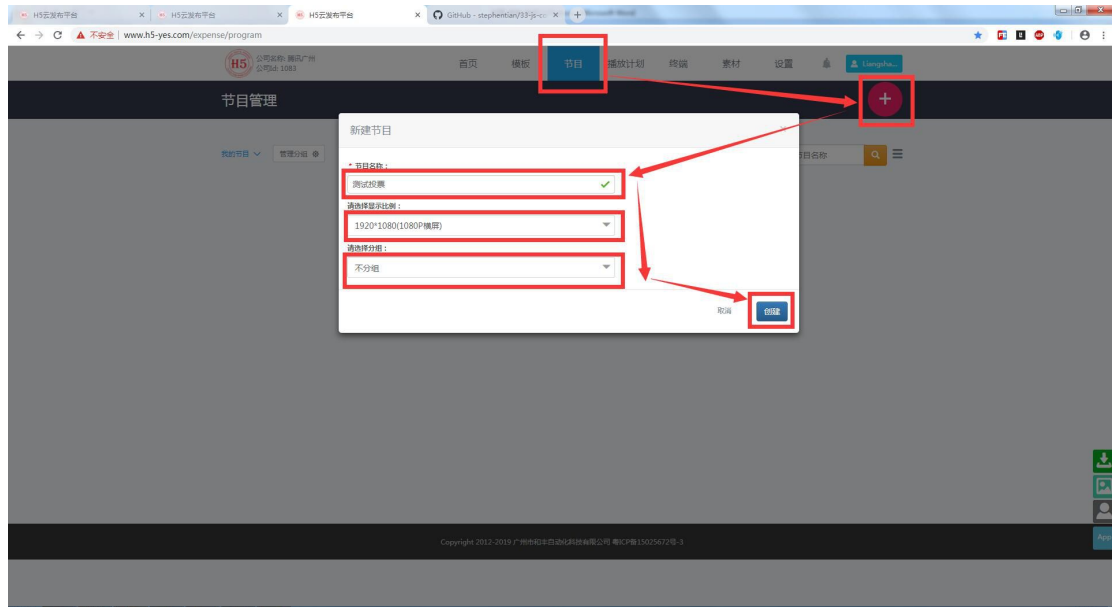 H5云发布平台
H5云发布平台
H5云发布平台
GitHub - stephentian/33-js-co
不安全 | www.h5-yes.com/expense/program
H5
公司名称: 腾讯广州
公司Id: 1083
首页 模板 节目 播放计划 终端 素材 设置 Liangsha...
节目管理
我的节目 管理分组
节目名称
新建节目
* 节目名称：
测试投票
请选择显示比例：
1920*1080(1080P横屏)
请选择分组：
不分组
取消 创建
Copyright 2012-2019 广州市和丰自动化科技有限公司 粤ICP备15025672号-3
App